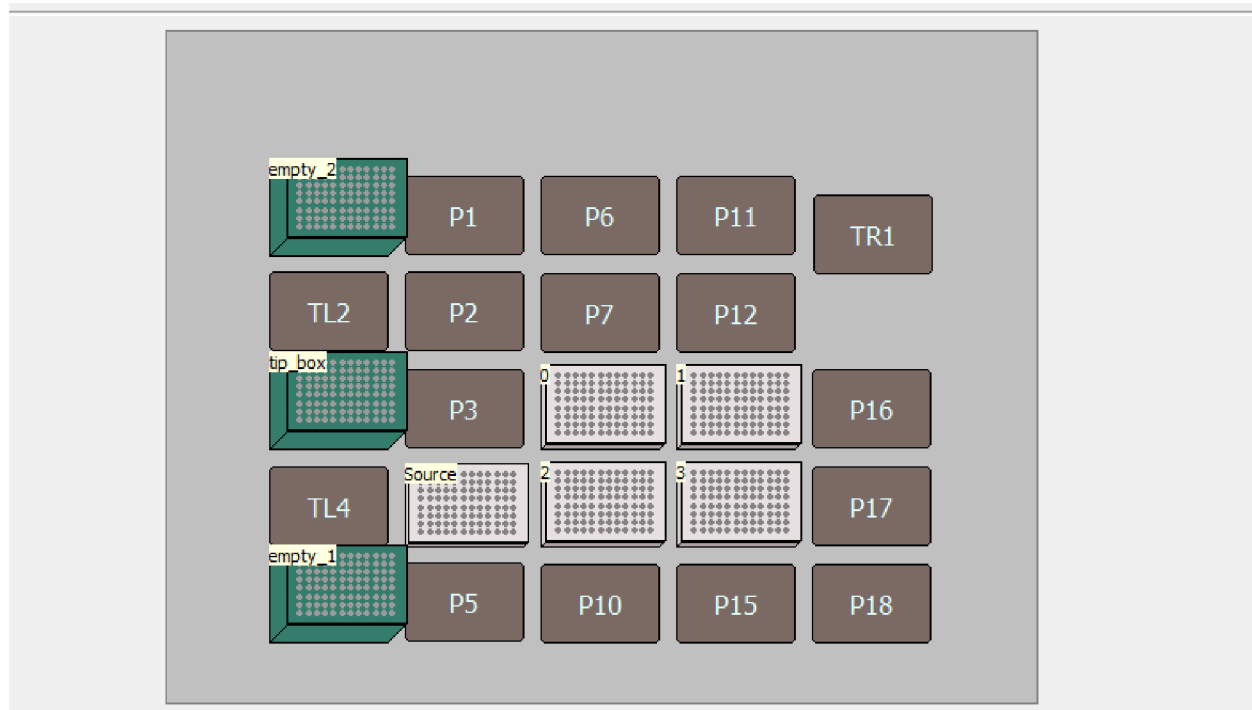 empty_2
P1
P6
P11
TR1
TL2
P2
P7
P12
tip_box
P3
0
1
P16
TL4
Source
2
3
P17
empty_1
P5
P10
P15
P18